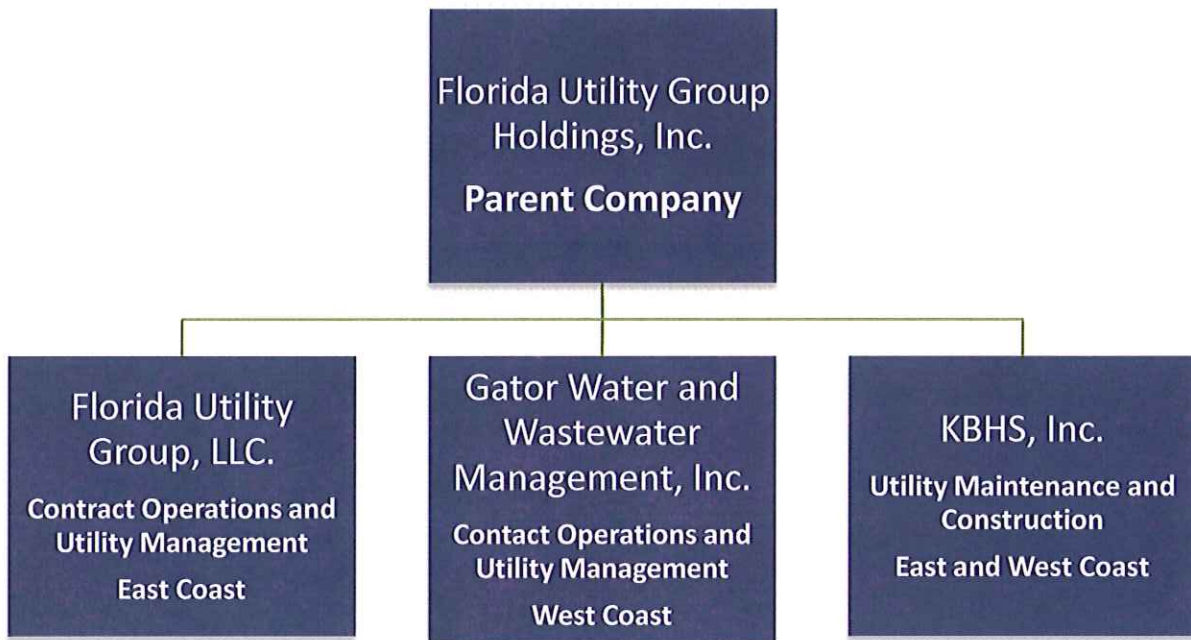 Florida Utility Group
Holdings, Inc.
Parent Company
Florida Utility
Group, LLC.
Contract Operations and
Utility Management
East Coast
Gator Water and
Wastewater
Management, Inc.
Contact Operations and
Utility Management
West Coast
KBHS, Inc.
Utility Maintenance and
Construction
East and West Coast